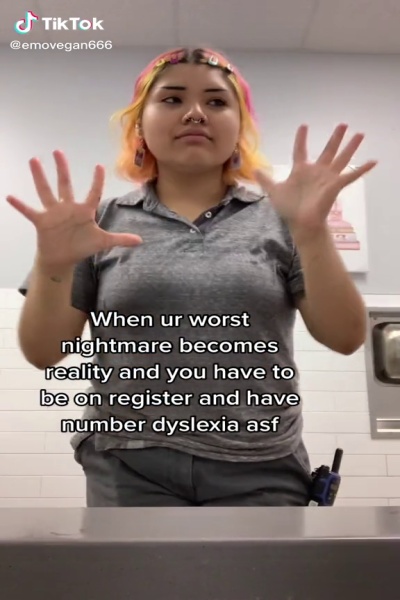 TikTok
@emovegan666
When ur worst
nightmare becomes
reality and you have to
be on register and have
number dyslexia asf